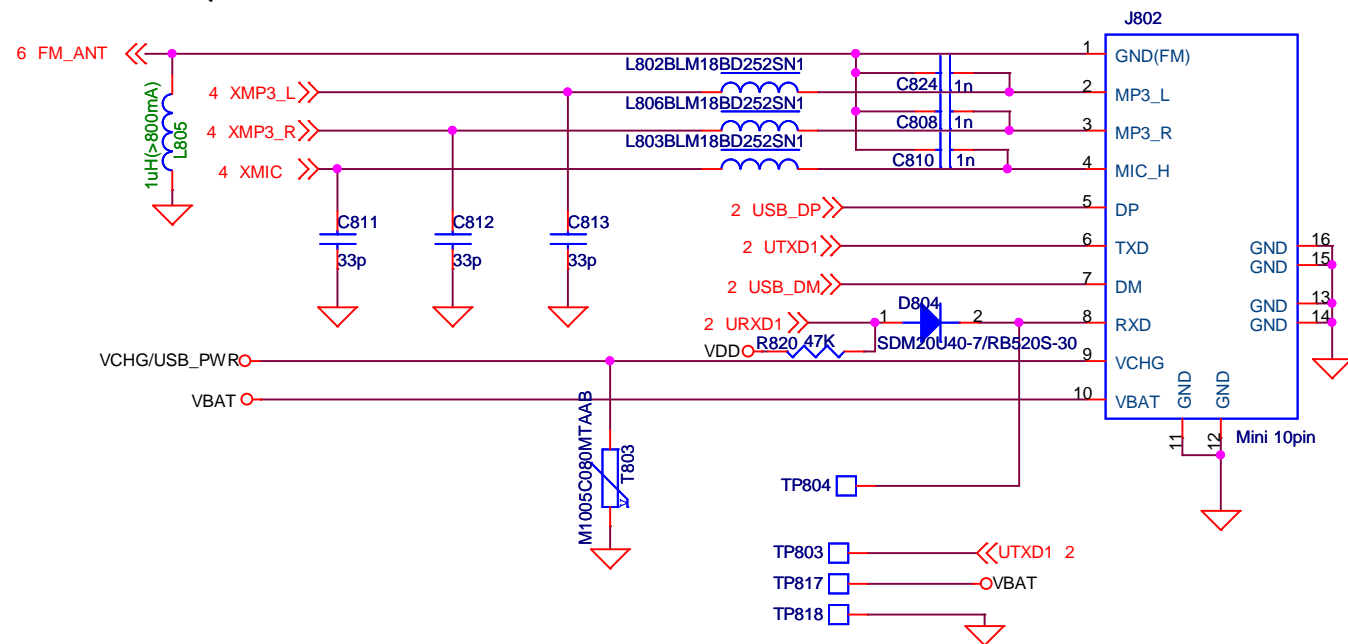 J802
6 FM_ANT
1
GND(FM)
L802BLM18BD252SN1
4 XMP3_L
C824
1n
2
MP3_L
L806BLM18BD252SN1
1uH(>800mA)
L805
4 XMP3_R
C808
1n
3
MP3_R
L803BLM18BD252SN1
4 XMIC
C810
1n
4
MIC_H
2 USB_DP
5
DP
C811
C812
C813
33p
33p
33p
2 UTXD1
6
TXD
GND
16
GND
15
2 USB_DM
7
DM
D804
GND
13
2 URXD1
1
2
8
RXD
GND
14
VDD
R820 47K
SDM20U40-7/RB520S-30
VCHG/USB_PWR
9
VCHG
VBAT
10
VBAT
GND
GND
11
12
Mini 10pin
M1005C080MTAAB
T803
V
TP804
TP803
UTXD1 2
TP817
VBAT
TP818